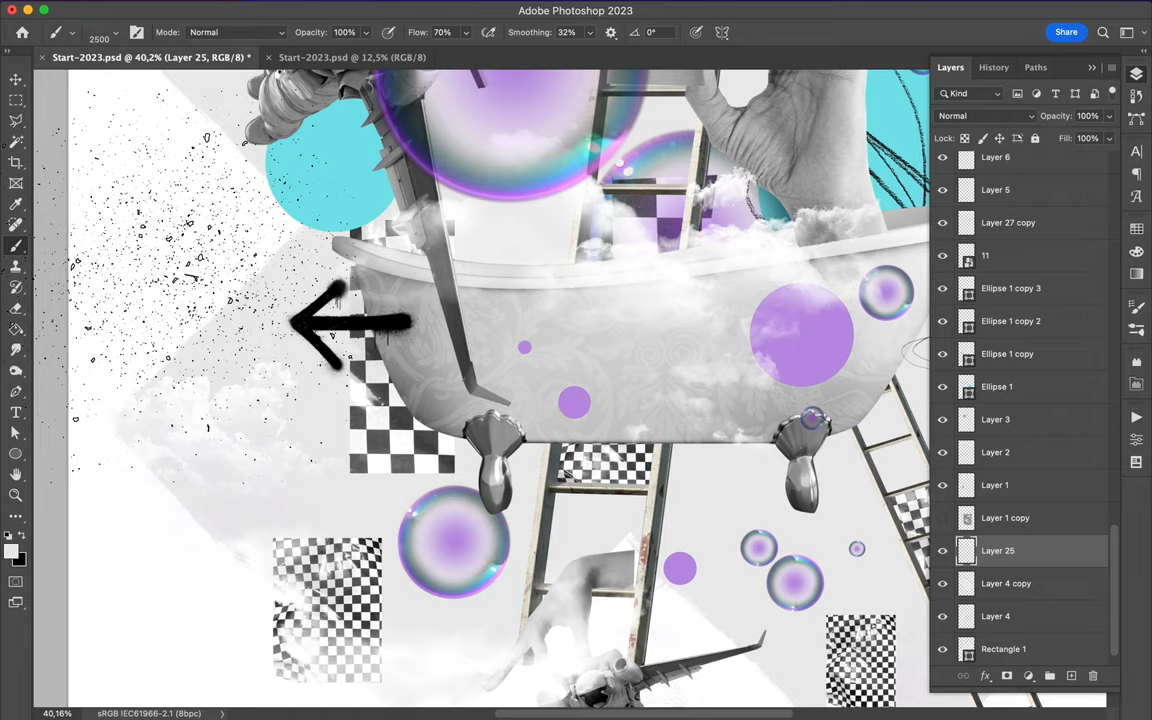 Adobe Photoshop 2023
2500
Mode: Normal
Opacity: 100%
Flow: 70%
Smoothing: 32%
0°
Share
Start-2023.psd @ 40,2% (Layer 25, RGB/8) *
Start-2023.psd @ 12,5% (RGB/8)
Layers
History
Paths
Kind
Normal
Opacity: 100%
Lock:
Fill: 100%
Layer 6
Layer 5
Layer 27 copy
11
Ellipse 1 copy 3
Ellipse 1 copy 2
Ellipse 1 copy
Ellipse 1
Layer 3
Layer 2
Layer 1
Layer 1 copy
Layer 25
Layer 4 copy
Layer 4
Rectangle 1
40,16%
sRGB IEC61966-2.1 (8bpc)